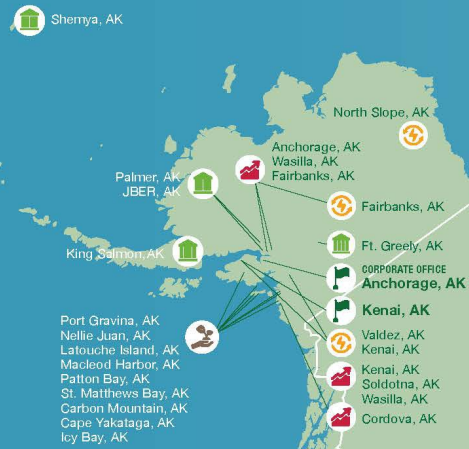 Shemya, AK
North Slope, AK
Anchorage, AK
Wasilla, AK
Fairbanks, AK
Palmer, AK
JBER, AK
Fairbanks, AK
King Salmon, AK
Ft. Greely, AK
CORPORATE OFFICE
Anchorage, AK
Kenai, AK
Port Gravina, AK
Nellie Juan, AK
Latouche Island, AK
Macleod Harbor, AK
Patton Bay, AK
St. Matthews Bay, AK
Carbon Mountain, AK
Cape Yakataga, AK
Icy Bay, AK
Valdez, AK
Kenai, AK
Kenai, AK
Soldotna, AK
Wasilla, AK
Cordova, AK